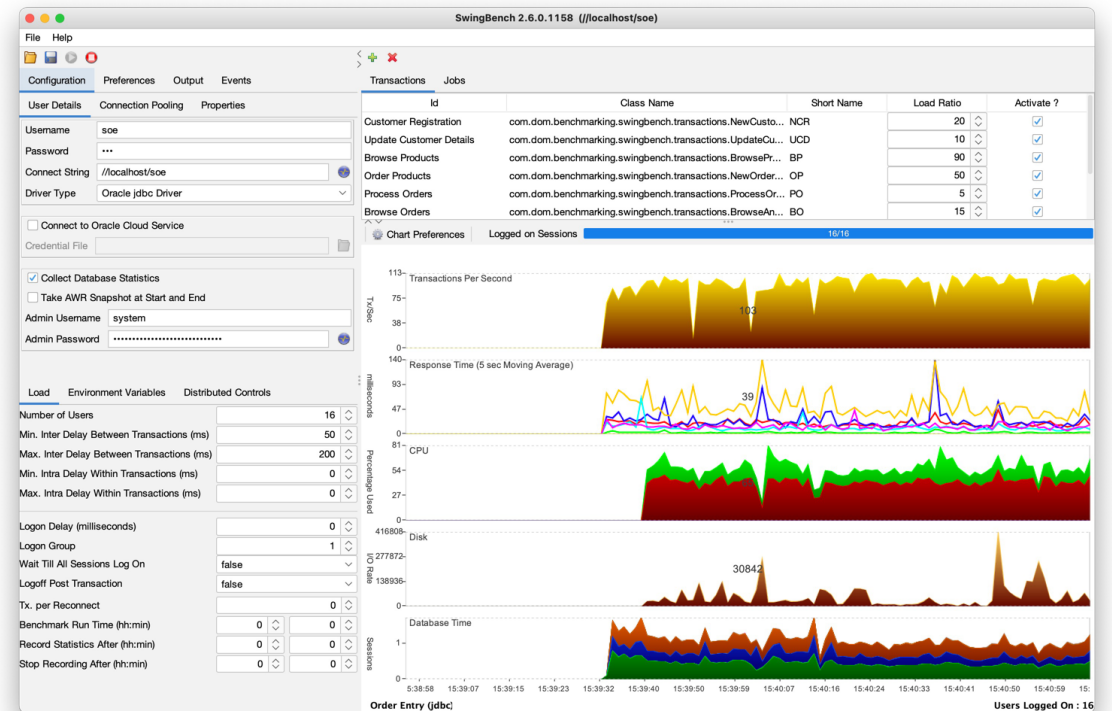 SwingBench 2.6.0.1158 (//localhost/soe)
File Help
Configuration Preferences Output Events
User Details Connection Pooling Properties
Username soe
Password •••
Connect String //localhost/soe
Driver Type Oracle jdbc Driver
Connect to Oracle Cloud Service
Credential File
Collect Database Statistics
Take AWR Snapshot at Start and End
Admin Username system
Admin Password ••••••••••••••••••••••••••••
Load Environment Variables Distributed Controls
Number of Users 16
Min. Inter Delay Between Transactions (ms) 50
Max. Inter Delay Between Transactions (ms) 200
Min. Intra Delay Within Transactions (ms) 0
Max. Intra Delay Within Transactions (ms) 0
Logon Delay (milliseconds) 0
Logon Group 1
Wait Till All Sessions Log On false
Logoff Post Transaction false
Tx. per Reconnect 0
Benchmark Run Time (hh:min) 0 0
Record Statistics After (hh:min) 0 0
Stop Recording After (hh:min) 0 0
Transactions Jobs
Id Class Name Short Name Load Ratio Activate ?
Customer Registration com.dom.benchmarking.swingbench.transactions.NewCusto... NCR 20
Update Customer Details com.dom.benchmarking.swingbench.transactions.UpdateCu... UCD 10
Browse Products com.dom.benchmarking.swingbench.transactions.BrowsePr... BP 90
Order Products com.dom.benchmarking.swingbench.transactions.NewOrder... OP 50
Process Orders com.dom.benchmarking.swingbench.transactions.ProcessOr... PO 5
Browse Orders com.dom.benchmarking.swingbench.transactions.BrowseAn... BO 15
Chart Preferences Logged on Sessions 16/16
Transactions Per Second
Tx/Sec
113
75
38
0
103
Response Time (5 sec Moving Average)
milliseconds
140
93
47
0
39
CPU
Percentage Used
81
54
27
0
Disk
I/O Rate
416808
277872
138936
0
30842
Database Time
Sessions
1
0
5:38:58 15:39:07 15:39:15 15:39:23 15:39:32 15:39:40 15:39:50 15:39:59 15:40:07 15:40:16 15:40:24 15:40:33 15:40:41 15:40:50 15:40:59 15:
Order Entry (jdbc)
Users Logged On : 16